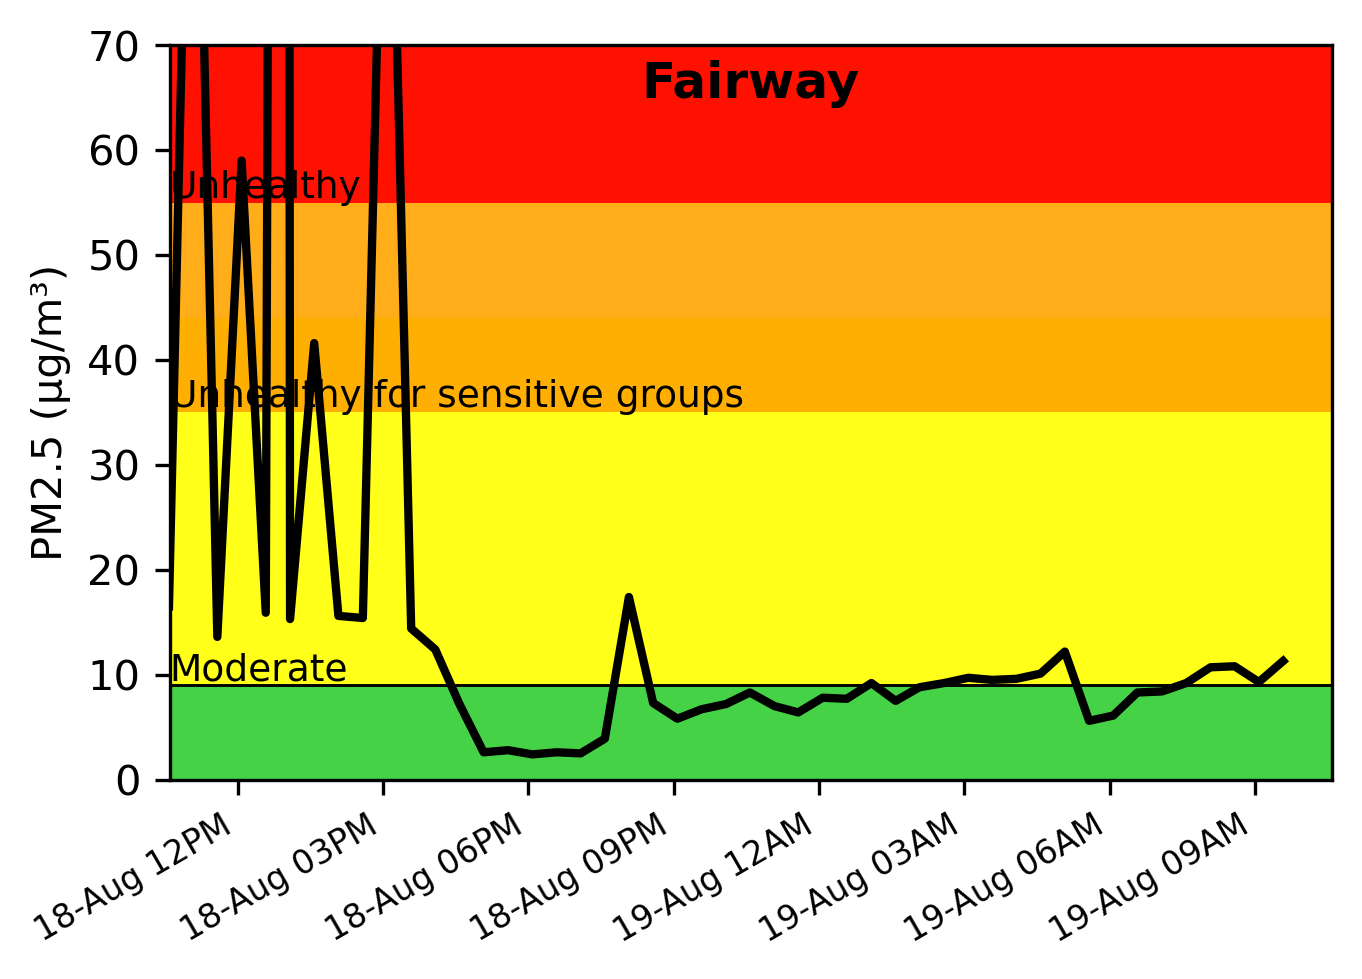 Fairway
PM2.5 (µg/m³)
70
60
50
40
30
20
10
0
Unhealthy
Unhealthy for sensitive groups
Moderate
18-Aug 12PM
18-Aug 03PM
18-Aug 06PM
18-Aug 09PM
19-Aug 12AM
19-Aug 03AM
19-Aug 06AM
19-Aug 09AM